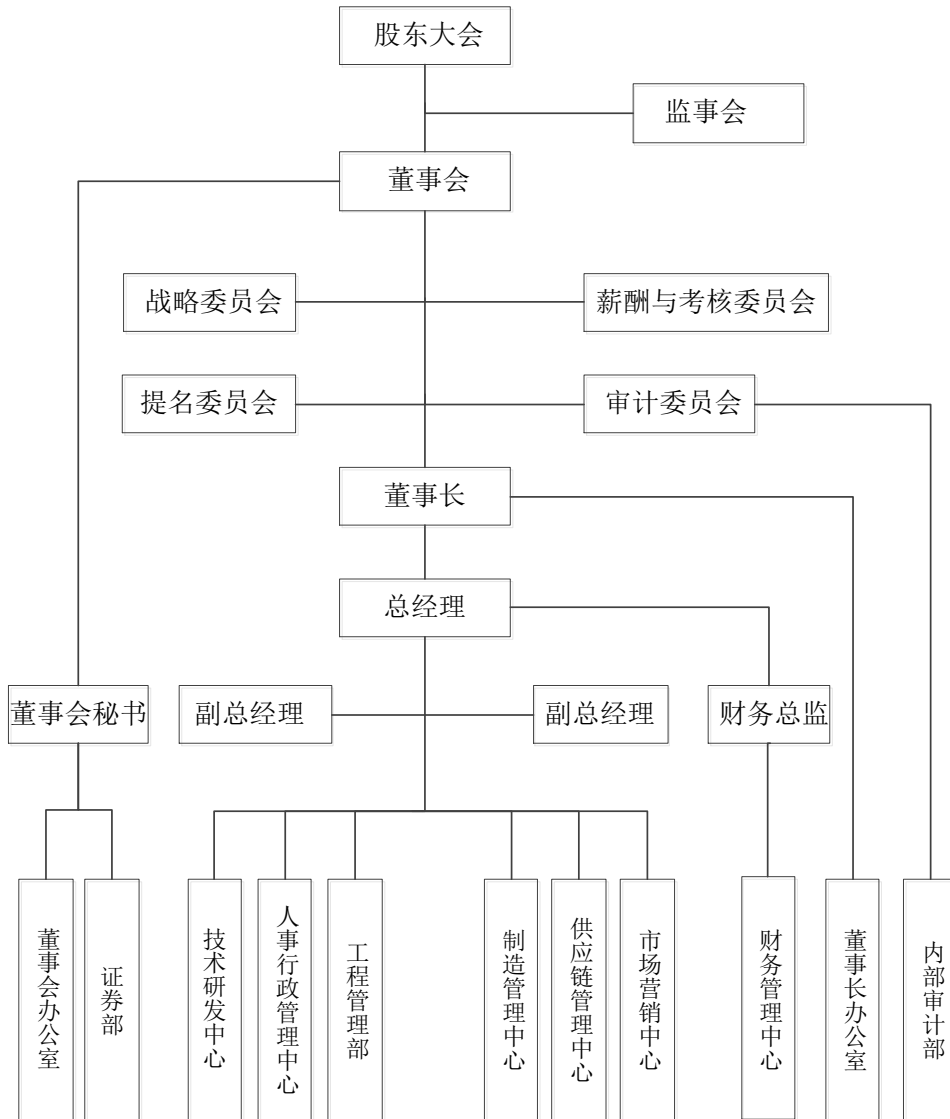 股东大会
监事会
董事会
战略委员会
薪酬与考核委员会
提名委员会
审计委员会
董事长
总经理
董事会秘书
副总经理
副总经理
财务总监
董事会办公室
证券部
技术研发中心
人事行政管理中心
工程管理部
制造管理中心
供应链管理中心
市场营销中心
财务管理中心
董事长办公室
内部审计部